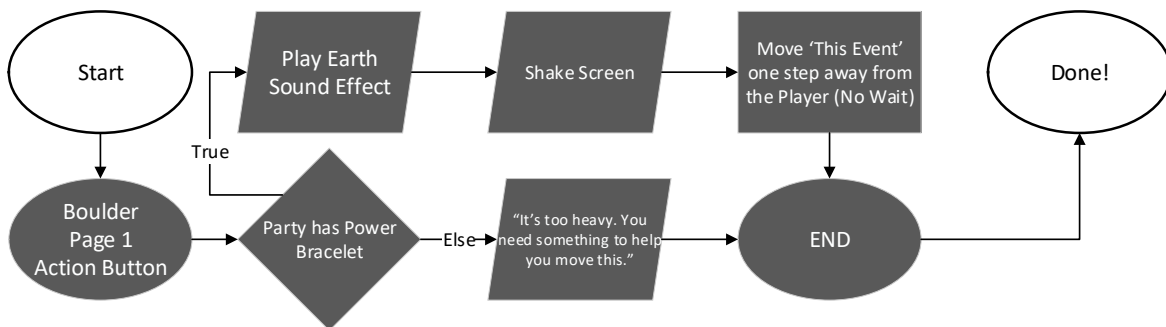 Start
Play Earth
Sound Effect
Shake Screen
Move ‘This Event’
one step away from
the Player (No Wait)
Done!
True
Boulder
Page 1
Action Button
Party has Power
Bracelet
Else
“It’s too heavy. You
need something to help
you move this.”
END